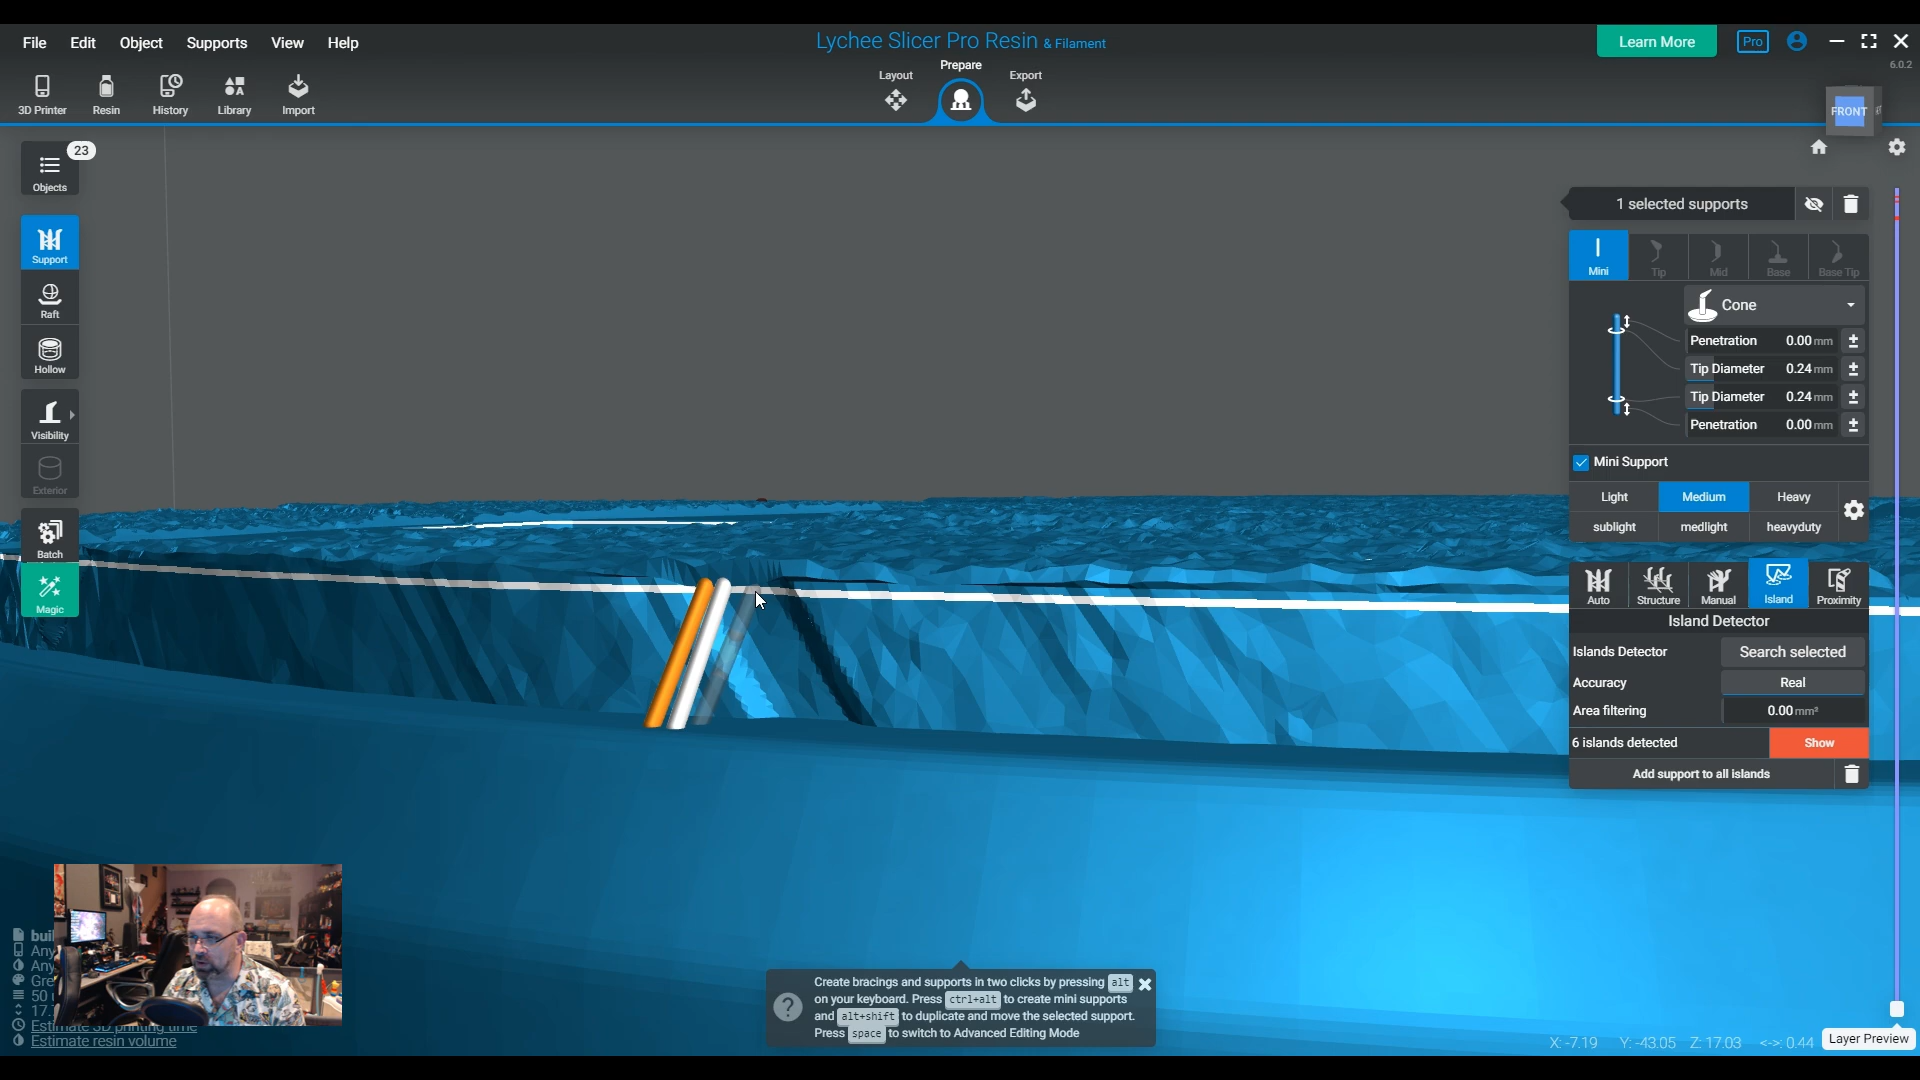 File Edit Object Supports View Help
Lychee Slicer Pro Resin & Filament
Learn More
Pro
6.0.2
3D Printer
Resin
History
Library
Import
Layout
Prepare
Export
FRONT
23
Objects
Support
Raft
Hollow
Visibility
Exterior
Batch
Magic
1 selected supports
Mini
Tip
Mid
Base
Base Tip
Cone
Penetration 0.00 mm
Tip Diameter 0.24 mm
Tip Diameter 0.24 mm
Penetration 0.00 mm
Mini Support
Light Medium Heavy
sublight medlight heavyduty
Auto
Structure
Manual
Island
Proximity
Island Detector
Islands Detector Search selected
Accuracy Real
Area filtering 0.00 mm²
6 islands detected Show
Add support to all islands
Create bracings and supports in two clicks by pressing alt
on your keyboard. Press ctrl+alt to create mini supports
and alt+shift to duplicate and move the selected support.
Press space to switch to Advanced Editing Mode
Estimate 3D printing time
Estimate resin volume
X: -7.19 Y: -43.05 Z: 17.03 <->: 0.44
Layer Preview